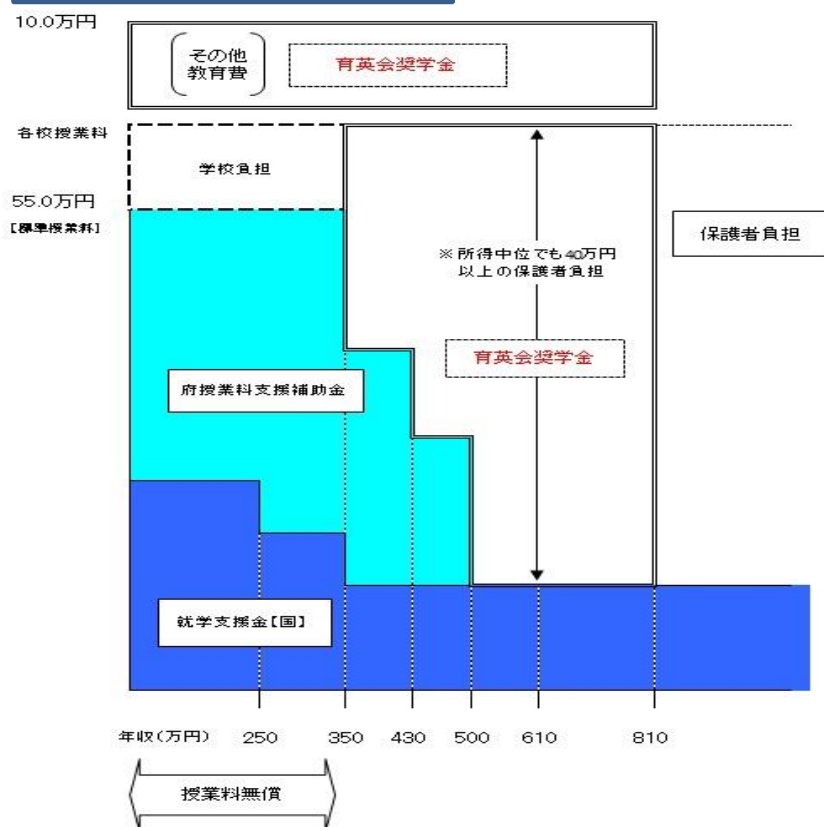 10.0万円
その他
教育費
育英会奨学金
各校授業料
学校負担
55.0万円
【標準授業料】
保護者負担
※所得中位でも40万円
以上の保護者負担
育英会奨学金
府授業料支援補助金
就学支援金【国】
年収(万円) 250 350 430 500 610 810
授業料無償